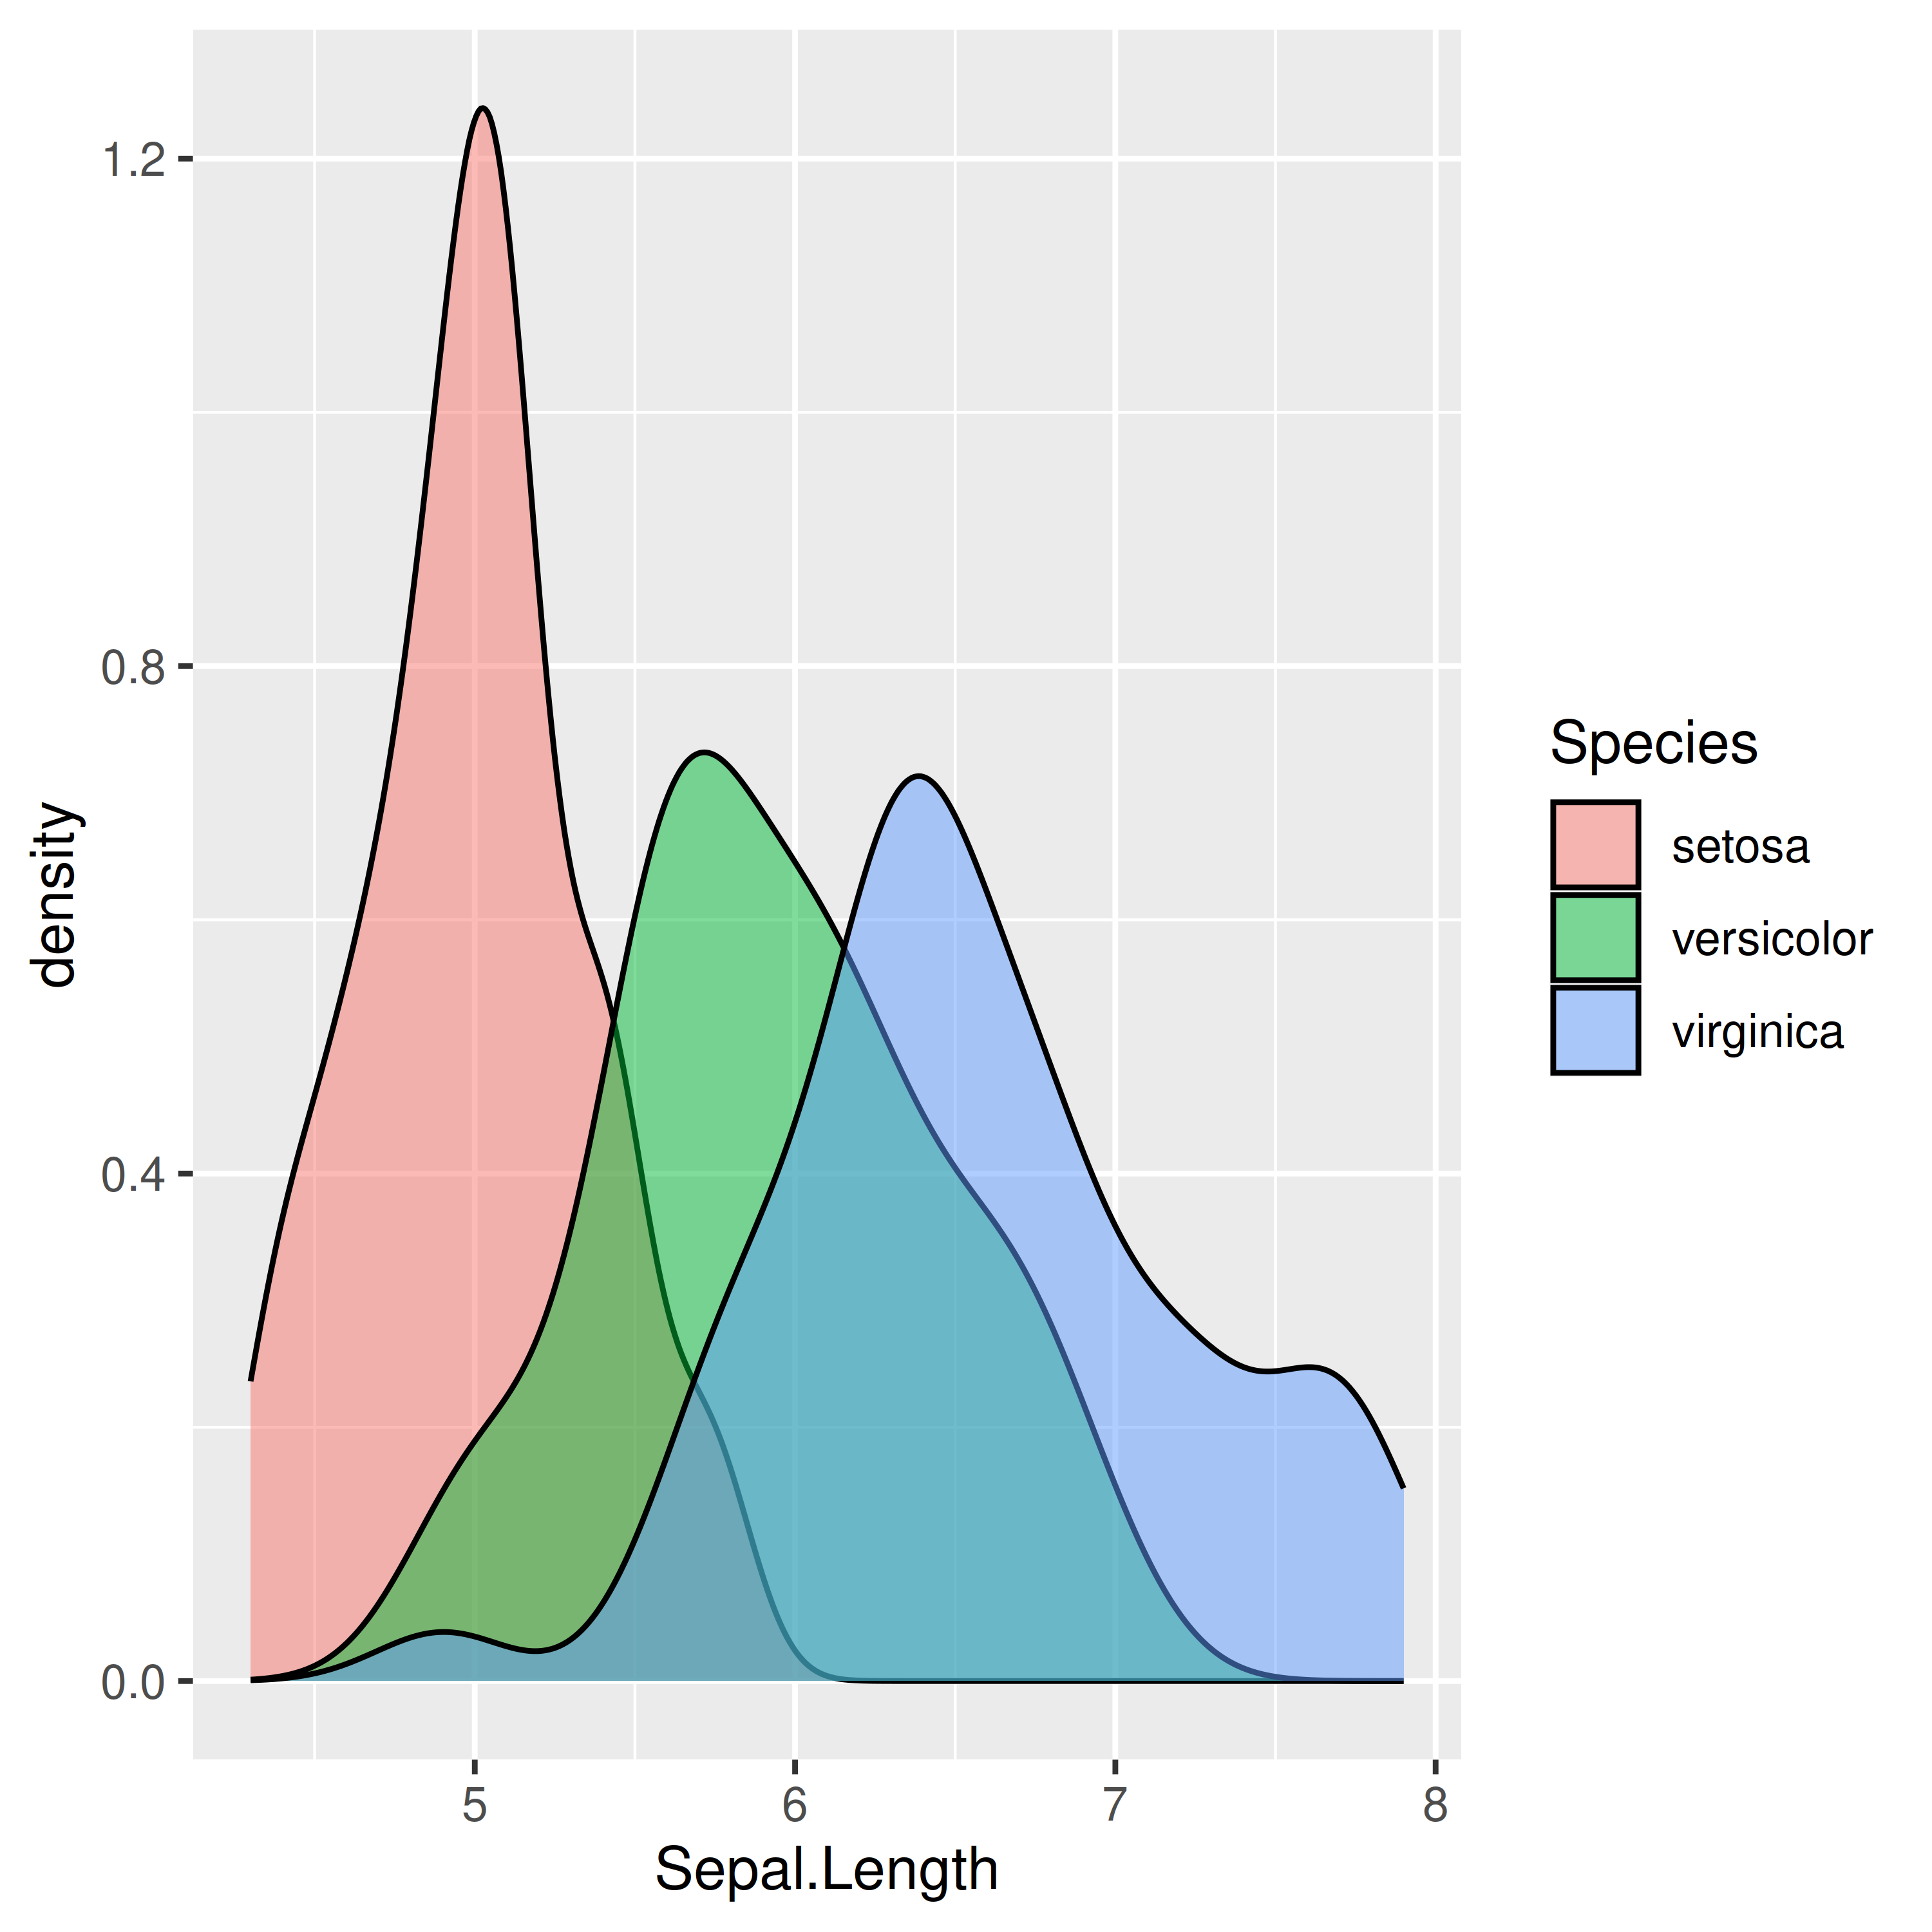 1.2
0.8
0.4
0.0
density
5 6 7 8
Sepal.Length
Species
setosa
versicolor
virginica